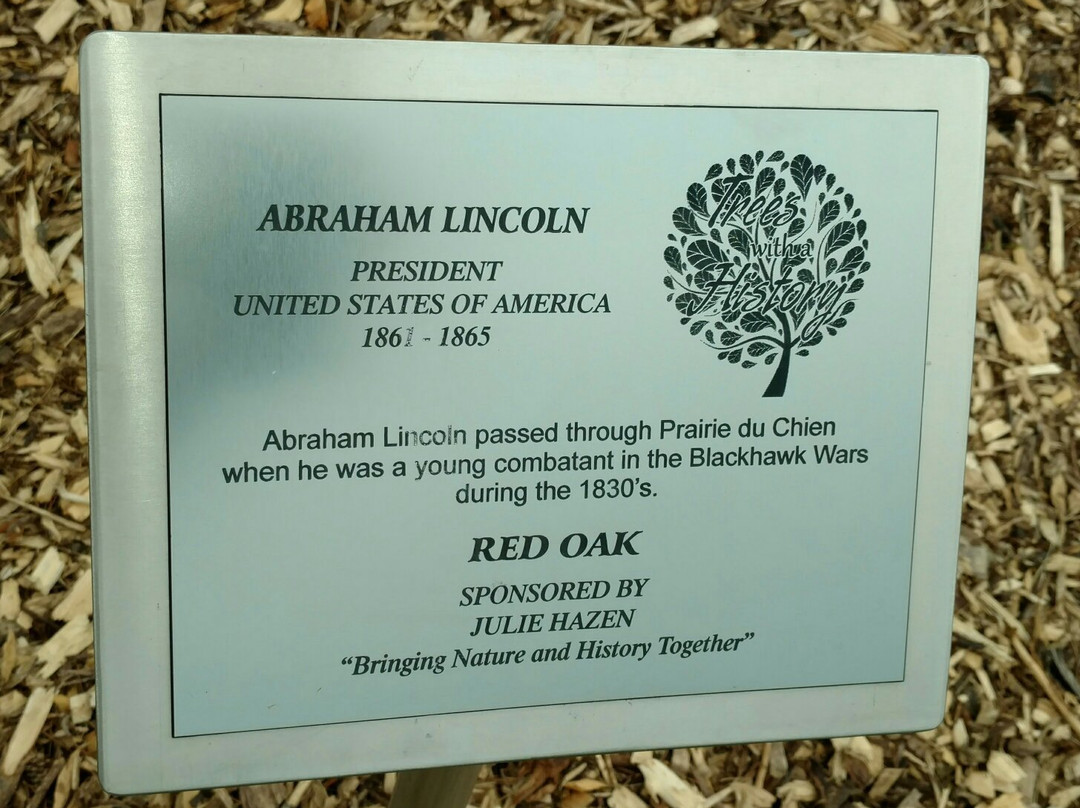 ABRAHAM LINCOLN
PRESIDENT
UNITED STATES OF AMERICA
1861 - 1865
Trees
with a
History
Abraham Lincoln passed through Prairie du Chien
when he was a young combatant in the Blackhawk Wars
during the 1830's.
RED OAK
SPONSORED BY
JULIE HAZEN
"Bringing Nature and History Together"